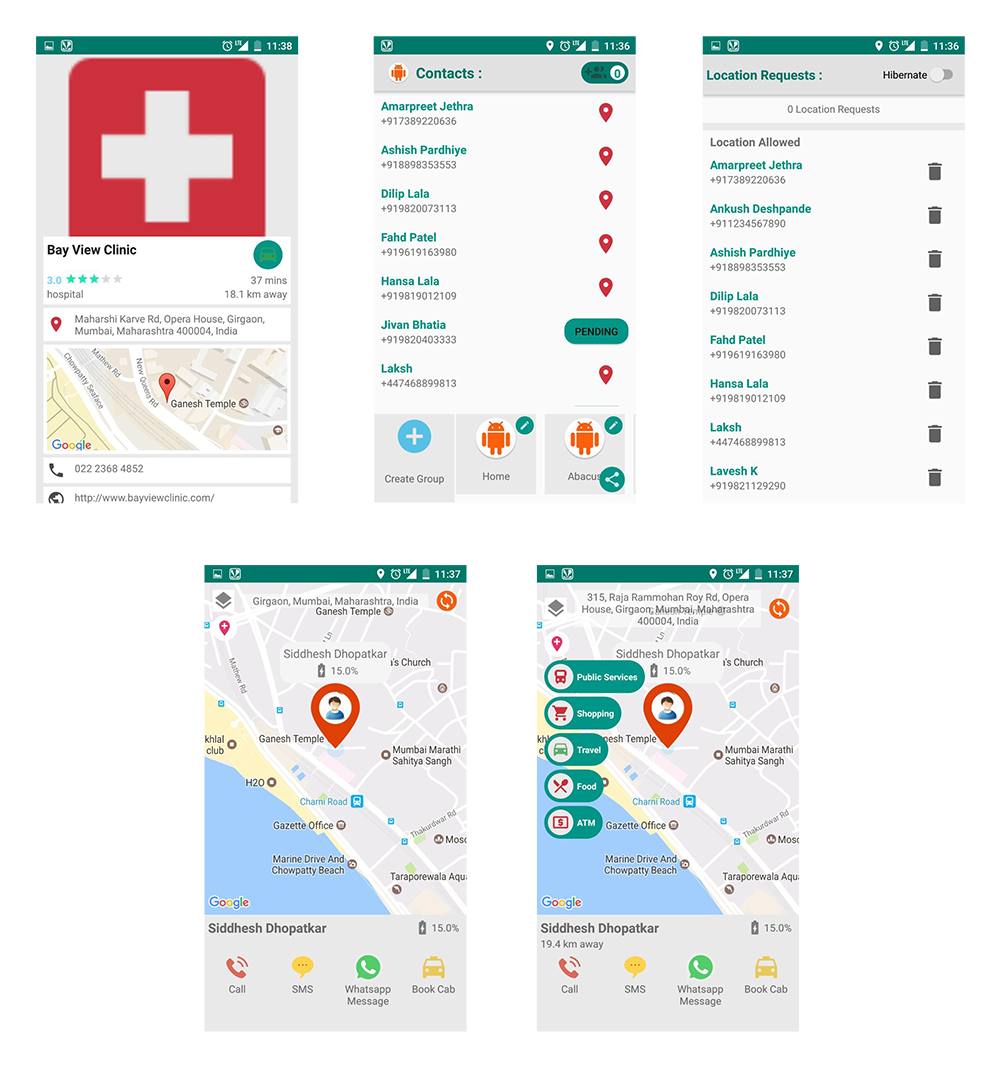 11:38
Bay View Clinic
3.0
37 mins
hospital
18.1 km away
Maharshi Karve Rd, Opera House, Girgaon,
Mumbai, Maharashtra 400004, India
Mathew Rd
Chowpatty Seaface
New Queens Rd
Ganesh Temple
Google
022 2368 4852
http://www.bayviewclinic.com/
LTE 11:36
Contacts :
0
Amarpreet Jethra
+917389220636
Ashish Pardhiye
+918898353553
Dilip Lala
+919820073113
Fahd Patel
+919619163980
Hansa Lala
+919819012109
Jivan Bhatia
+919820403333
PENDING
Laksh
+447468899813
Create Group
Home
Abacus
LTE 11:36
Location Requests :
Hibernate
0 Location Requests
Location Allowed
Amarpreet Jethra
+917389220636
Ankush Deshpande
+911234567890
Ashish Pardhiye
+918898353553
Dilip Lala
+919820073113
Fahd Patel
+919619163980
Hansa Lala
+919819012109
Laksh
+447468899813
Lavesh K
+919821129290
LTE 11:37
Girgaon, Mumbai, Maharashtra, India
Ganesh Temple
Siddhesh Dhopatkar
15.0%
a's Church
Mathew Rd
Ganesh Temple
khlal
club
Mumbai Marathi
Sahitya Sangh
H2O
Charni Road
Gazette Office
Thakurdwar Rd
Mosq
Marine Drive And
Chowpatty Beach
Taraporewala Aqua
Google
Siddhesh Dhopatkar
15.0%
Call
SMS
Whatsapp
Message
Book Cab
LTE 11:37
315, Raja Rammohan Roy Rd, Opera
House, Girgaon, Mumbai, Maharashtra
400004, India
Ganesh Temple
Siddhesh Dhopatkar
15.0%
a's Church
Public Services
Shopping
Ganesh Temple
Travel
Mumbai Marathi
Sahitya Sangh
Food
Charni Road
ATM
Gazette Office
Thakurdwar Rd
Mosq
Marine Drive And
Chowpatty Beach
Taraporewala Aqua
Google
Siddhesh Dhopatkar
15.0%
19.4 km away
Call
SMS
Whatsapp
Message
Book Cab